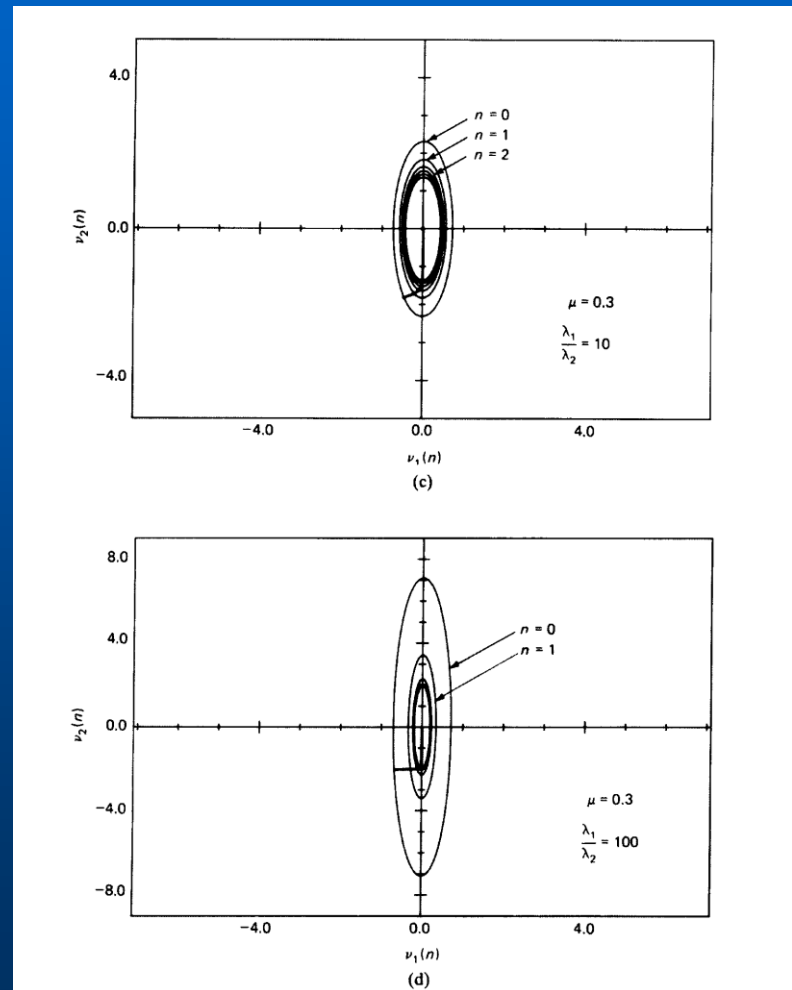 4.0
n = 0
n = 1
n = 2
ν₂(n)
0.0
μ = 0.3
λ₁/λ₂ = 10
−4.0
−4.0 0.0 4.0
ν₁(n)
(c)
8.0
4.0
n = 0
n = 1
ν₂(n)
0.0
−4.0
μ = 0.3
λ₁/λ₂ = 100
−8.0
−4.0 0.0 4.0
ν₁(n)
(d)